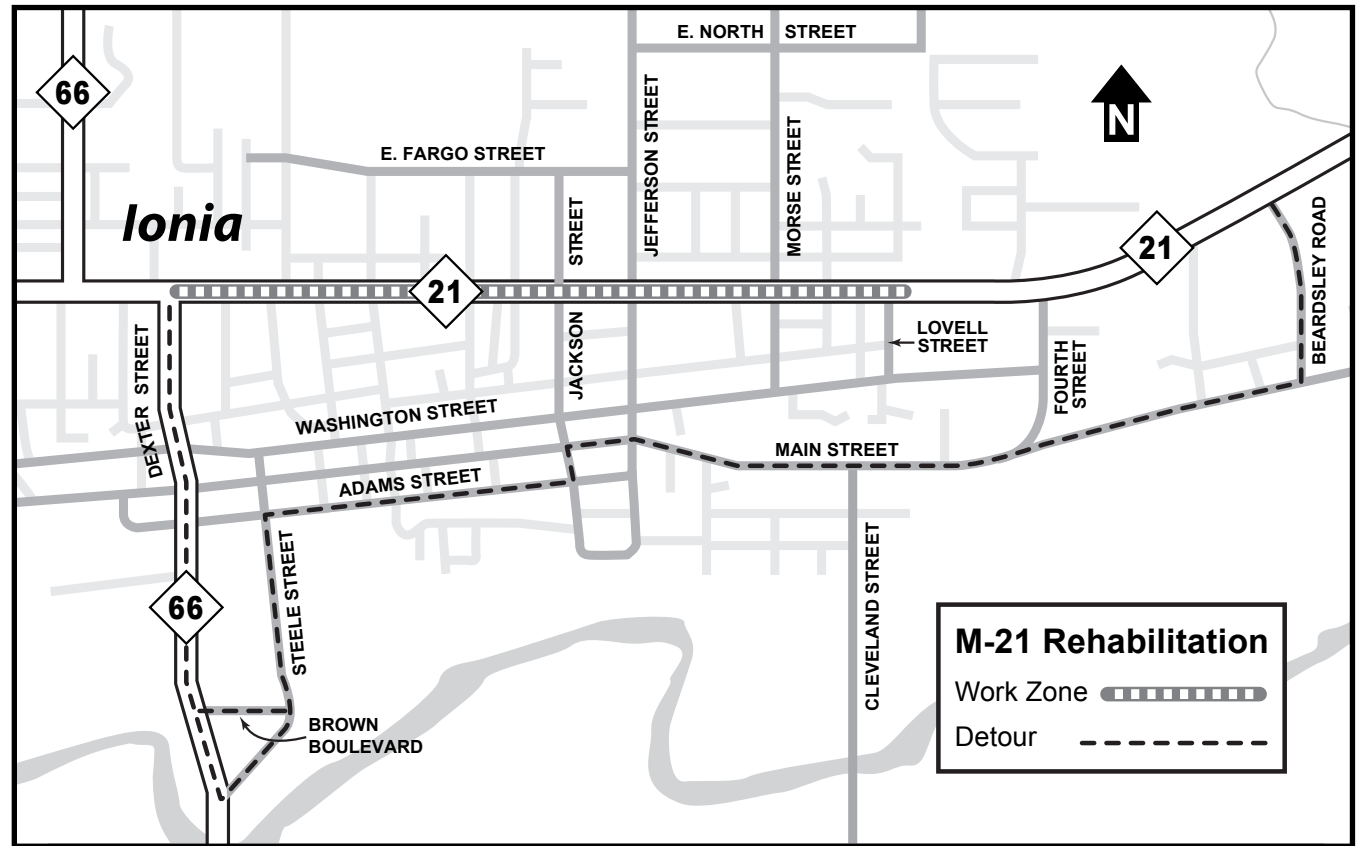 E. NORTH STREET
66
N
E. FARGO STREET
JEFFERSON STREET
MORSE STREET
STREET
Ionia
BEARDSLEY ROAD
21
21
LOVELL
STREET
DEXTER STREET
JACKSON
FOURTH
STREET
WASHINGTON STREET
MAIN STREET
ADAMS STREET
STEELE STREET
CLEVELAND STREET
66
BROWN
BOULEVARD
M-21 Rehabilitation
Work Zone
Detour